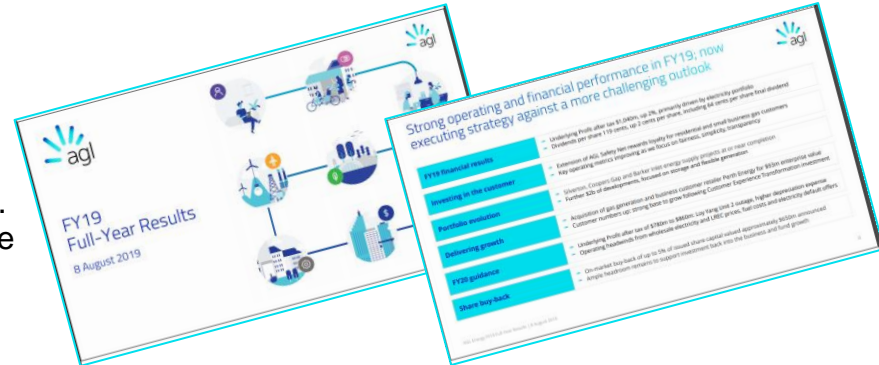 .
e
agl
FY19
Full-Year Results
8 August 2019
agl
Strong operating and financial performance in FY19; now
executing strategy against a more challenging outlook
FY19 financial results
– Underlying Profit after tax $1,040m, up 2%, primarily driven by electricity portfolio
– Dividends per share 119 cents, up 2 cents per share, including 64 cents per share final dividend
Investing in the customer
– Extension of AGL Safety Net rewards loyalty for residential and small business gas customers
– Key operating metrics improving as we focus on fairness, simplicity, transparency
Portfolio evolution
– Silverton, Coopers Gap and Barker Inlet energy supply projects at or near completion
– Further $2b of developments, focused on storage and flexible generation
Delivering growth
– Acquisition of gas generation and business customer retailer Perth Energy for $93m enterprise value
– Customer numbers up: strong base to grow following Customer Experience Transformation investment
FY20 guidance
– Underlying Profit after tax of $780m to $860m: Loy Yang Unit 2 outage, higher depreciation expense
– Operating headwinds from wholesale electricity and LREC prices, fuel costs and electricity default offers
Share buy-back
– On-market buy-back of up to 5% of issued share capital valued approximately $650m announced
– Ample headroom remains to support investment back into the business and fund growth